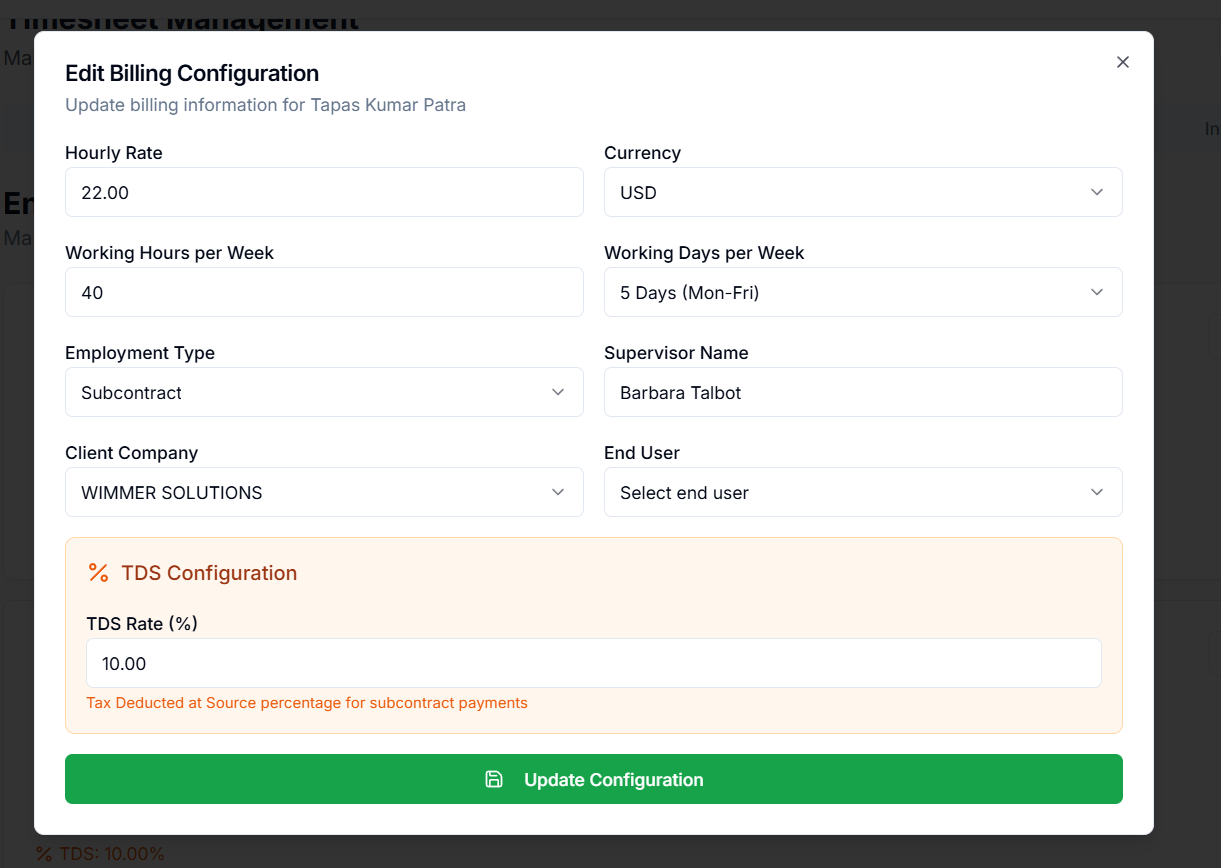 Timesheet Management
Ma
Edit Billing Configuration
Update billing information for Tapas Kumar Patra
In
Hourly Rate
Currency
22.00
USD
En
Ma
Working Hours per Week
Working Days per Week
40
5 Days (Mon-Fri)
Employment Type
Supervisor Name
Subcontract
Barbara Talbot
Client Company
End User
WIMMER SOLUTIONS
Select end user
TDS Configuration
TDS Rate (%)
10.00
Tax Deducted at Source percentage for subcontract payments
Update Configuration
% TDS: 10.00%